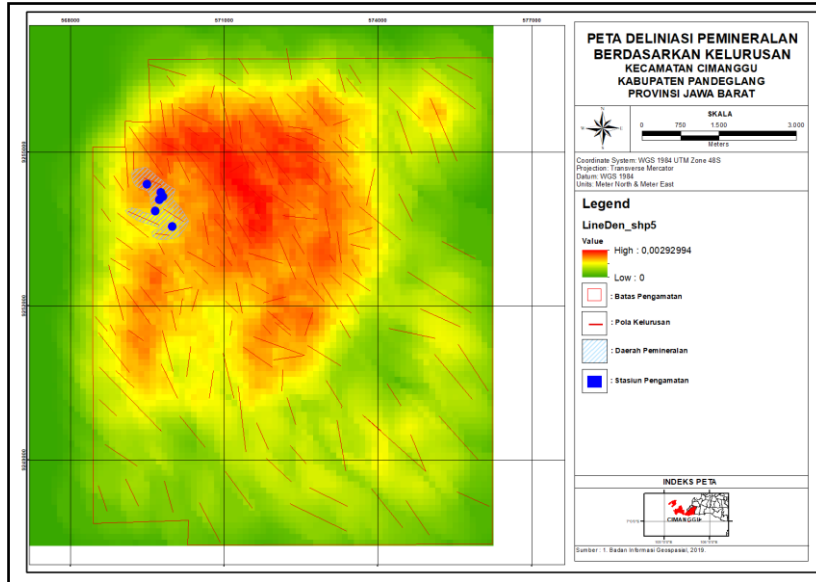 568000 571000 574000 577000
PETA DELINIASI PEMINERALAN
BERDASARKAN KELURUSAN
KECAMATAN CIMANGGU
KABUPATEN PANDEGLANG
PROVINSI JAWA BARAT
SKALA
0 750 1.500 3.000
Meters
Coordinate System: WGS 1984 UTM Zone 48S
Projection: Transverse Mercator
Datum: WGS 1984
Units: Meter North & Meter East
Legend
LineDen_shp5
Value
High : 0,00292994
Low : 0
: Batas Pengamatan
: Pola Kelurusan
: Daerah Pemineralan
: Stasiun Pengamatan
INDEKS PETA
CIMANGGU
Sumber : 1. Badan Informasi Geospasial, 2019.